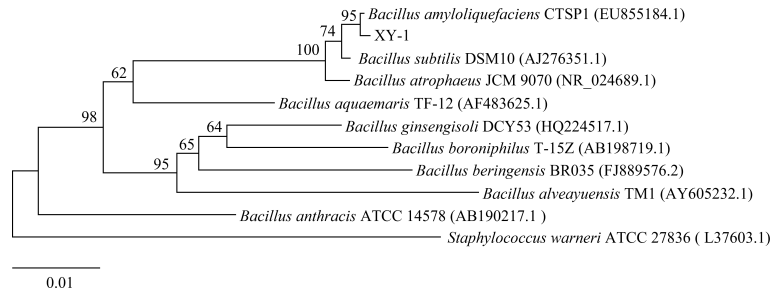 95
Bacillus amyloliquefaciens CTSP1 (EU855184.1)
74
XY-1
100
Bacillus subtilis DSM10 (AJ276351.1)
62
Bacillus atrophaeus JCM 9070 (NR_024689.1)
Bacillus aquaemaris TF-12 (AF483625.1)
98
64
Bacillus ginsengisoli DCY53 (HQ224517.1)
65
Bacillus boroniphilus T-15Z (AB198719.1)
95
Bacillus beringensis BR035 (FJ889576.2)
Bacillus alveayuensis TM1 (AY605232.1)
Bacillus anthracis ATCC 14578 (AB190217.1 )
Staphylococcus warneri ATCC 27836 ( L37603.1)
0.01